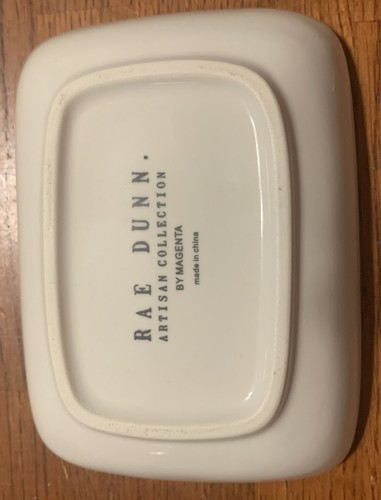 RAE DUNN.
ARTISAN COLLECTION
BY MAGENTA
made in china